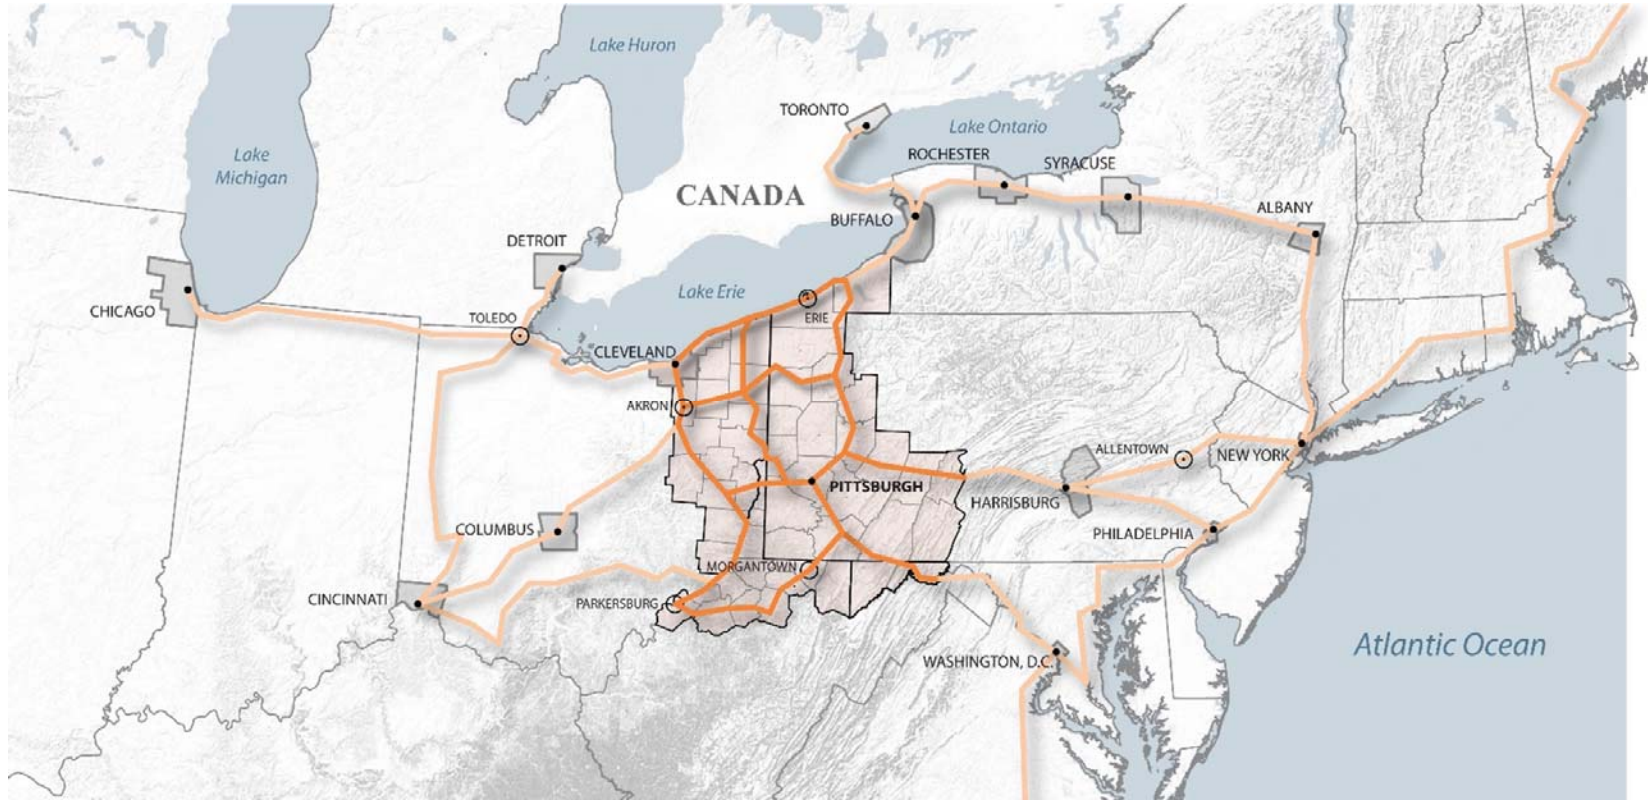 Lake Huron
TORONTO
Lake Ontario
Lake
Michigan
ROCHESTER
SYRACUSE
CANADA
ALBANY
BUFFALO
DETROIT
Lake Erie
CHICAGO
TOLEDO
ERIE
CLEVELAND
AKRON
ALLENTOWN
NEW YORK
PITTSBURGH
HARRISBURG
COLUMBUS
PHILADELPHIA
MORGANTOWN
CINCINNATI
PARKERSBURG
Atlantic Ocean
WASHINGTON, D.C.